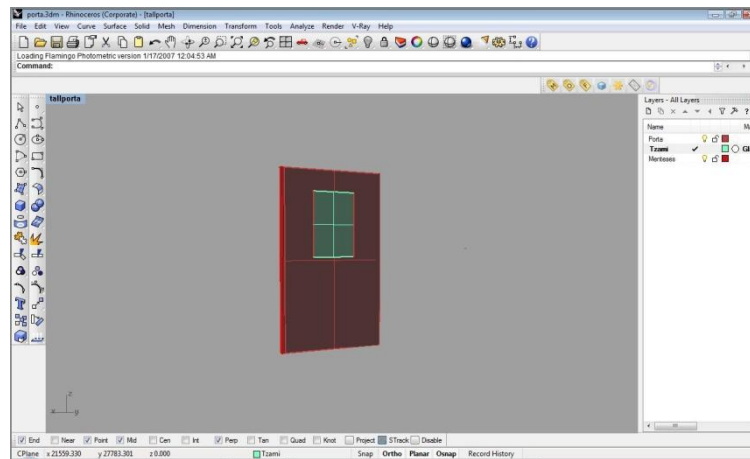 porta.3dm - Rhinoceros (Corporate) - [tallporta]
File Edit View Curve Surface Solid Mesh Dimension Transform Tools Analyze Render V-Ray Help
Loading Flamingo Photometric version 1/17/2007 12:04:53 AM
Command:
tallporta
Layers - All Layers
Name
Porta
Tzami
Menteses
z
x y
End Near Point Mid Cen Int Perp Tan Quad Knot Project STrack Disable
CPlane x 21559.330 y 27783.301 z 0.000 Tzami Snap Ortho Planar Osnap Record History